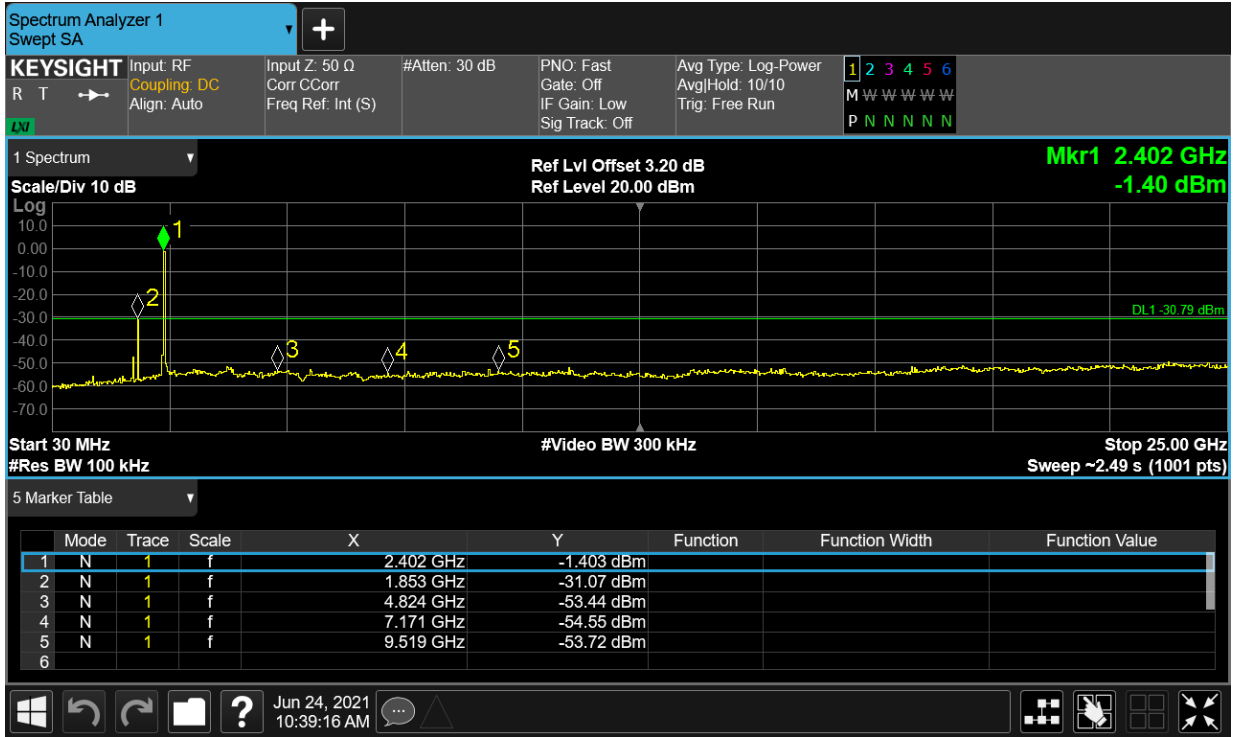 Spectrum Analyzer 1
Swept SA
KEYSIGHT Input: RF Input Z: 50 Ω #Atten: 30 dB PNO: Fast Avg Type: Log-Power 1 2 3 4 5 6
R T Coupling: DC Corr CCorr Gate: Off Avg|Hold: 10/10 M W W W W W
Align: Auto Freq Ref: Int (S) IF Gain: Low Trig: Free Run
LXI Sig Track: Off P N N N N N
1 Spectrum
Ref Lvl Offset 3.20 dB Mkr1 2.402 GHz
Scale/Div 10 dB Ref Level 20.00 dBm -1.40 dBm
Log
10.0
1
0.00
-10.0
-20.0
2
-30.0
DL1 -30.79 dBm
-40.0
3 4 5
-50.0
-60.0
-70.0
Start 30 MHz #Video BW 300 kHz Stop 25.00 GHz
#Res BW 100 kHz Sweep ~2.49 s (1001 pts)
5 Marker Table
Mode Trace Scale X Y Function Function Width Function Value
1 N 1 f 2.402 GHz -1.403 dBm
2 N 1 f 1.853 GHz -31.07 dBm
3 N 1 f 4.824 GHz -53.44 dBm
4 N 1 f 7.171 GHz -54.55 dBm
5 N 1 f 9.519 GHz -53.72 dBm
6
? Jun 24, 2021
10:39:16 AM